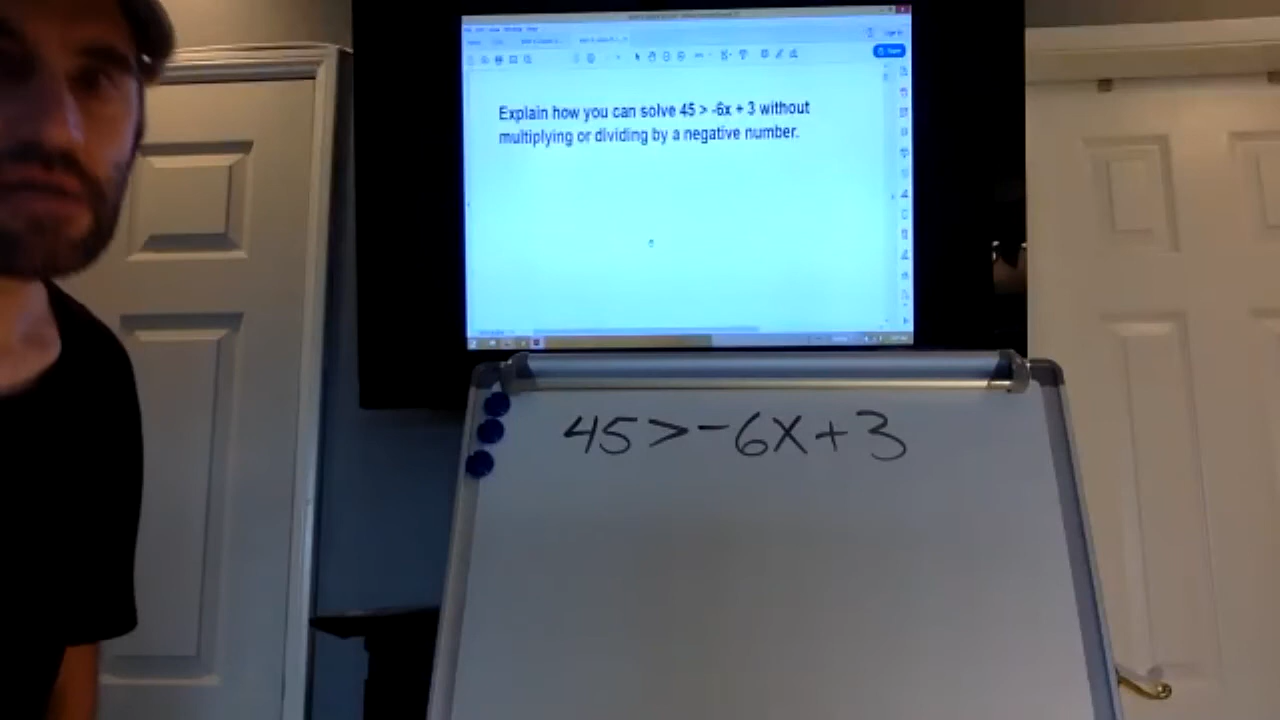 Explain how you can solve 45 > -6x + 3 without
multiplying or dividing by a negative number.
45>-6x+3